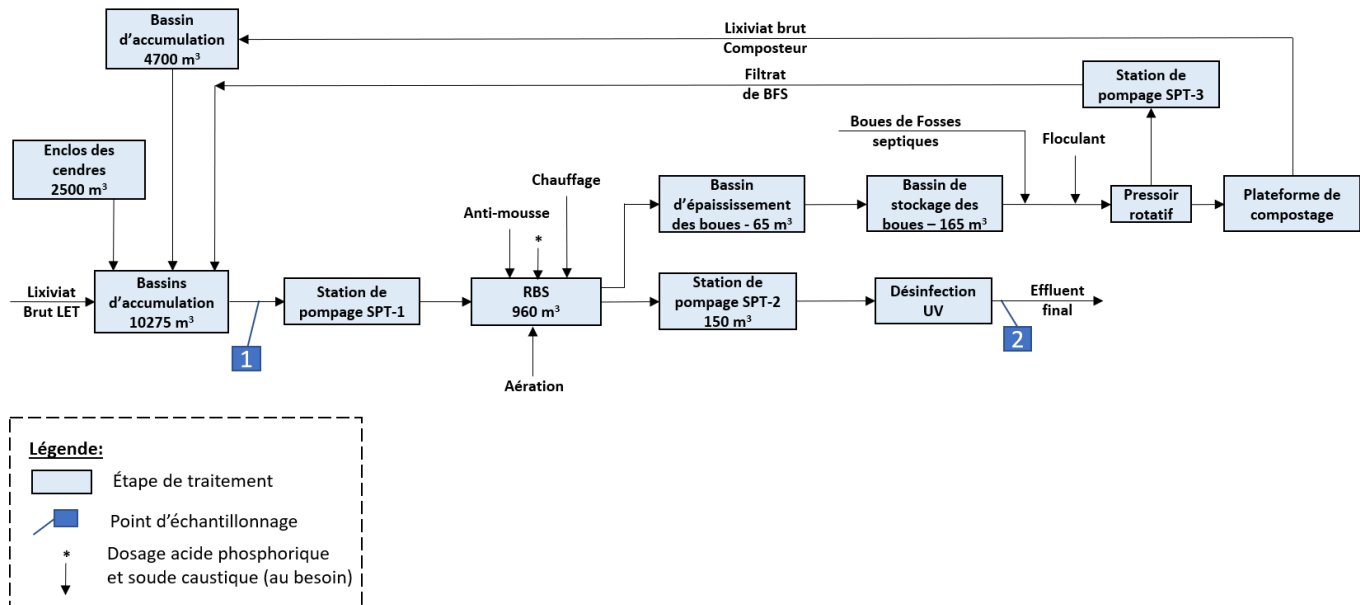 Bassin
d’accumulation
4700 m³
Lixiviat brut
Composteur
Filtrat
de BFS
Station de
pompage SPT-3
Enclos des
cendres
2500 m³
Boues de Fosses
septiques
Floculant
Chauffage
Anti-mousse
*
Bassin
d’épaississement
des boues - 65 m³
Bassin de
stockage des
boues – 165 m³
Pressoir
rotatif
Plateforme de
compostage
Lixiviat
Brut LET
Bassins
d’accumulation
10275 m³
1
Station de
pompage SPT-1
RBS
960 m³
Station de
pompage SPT-2
150 m³
Désinfection
UV
Effluent
final
2
Aération
Légende:
Étape de traitement
Point d’échantillonnage
*
Dosage acide phosphorique
et soude caustique (au besoin)